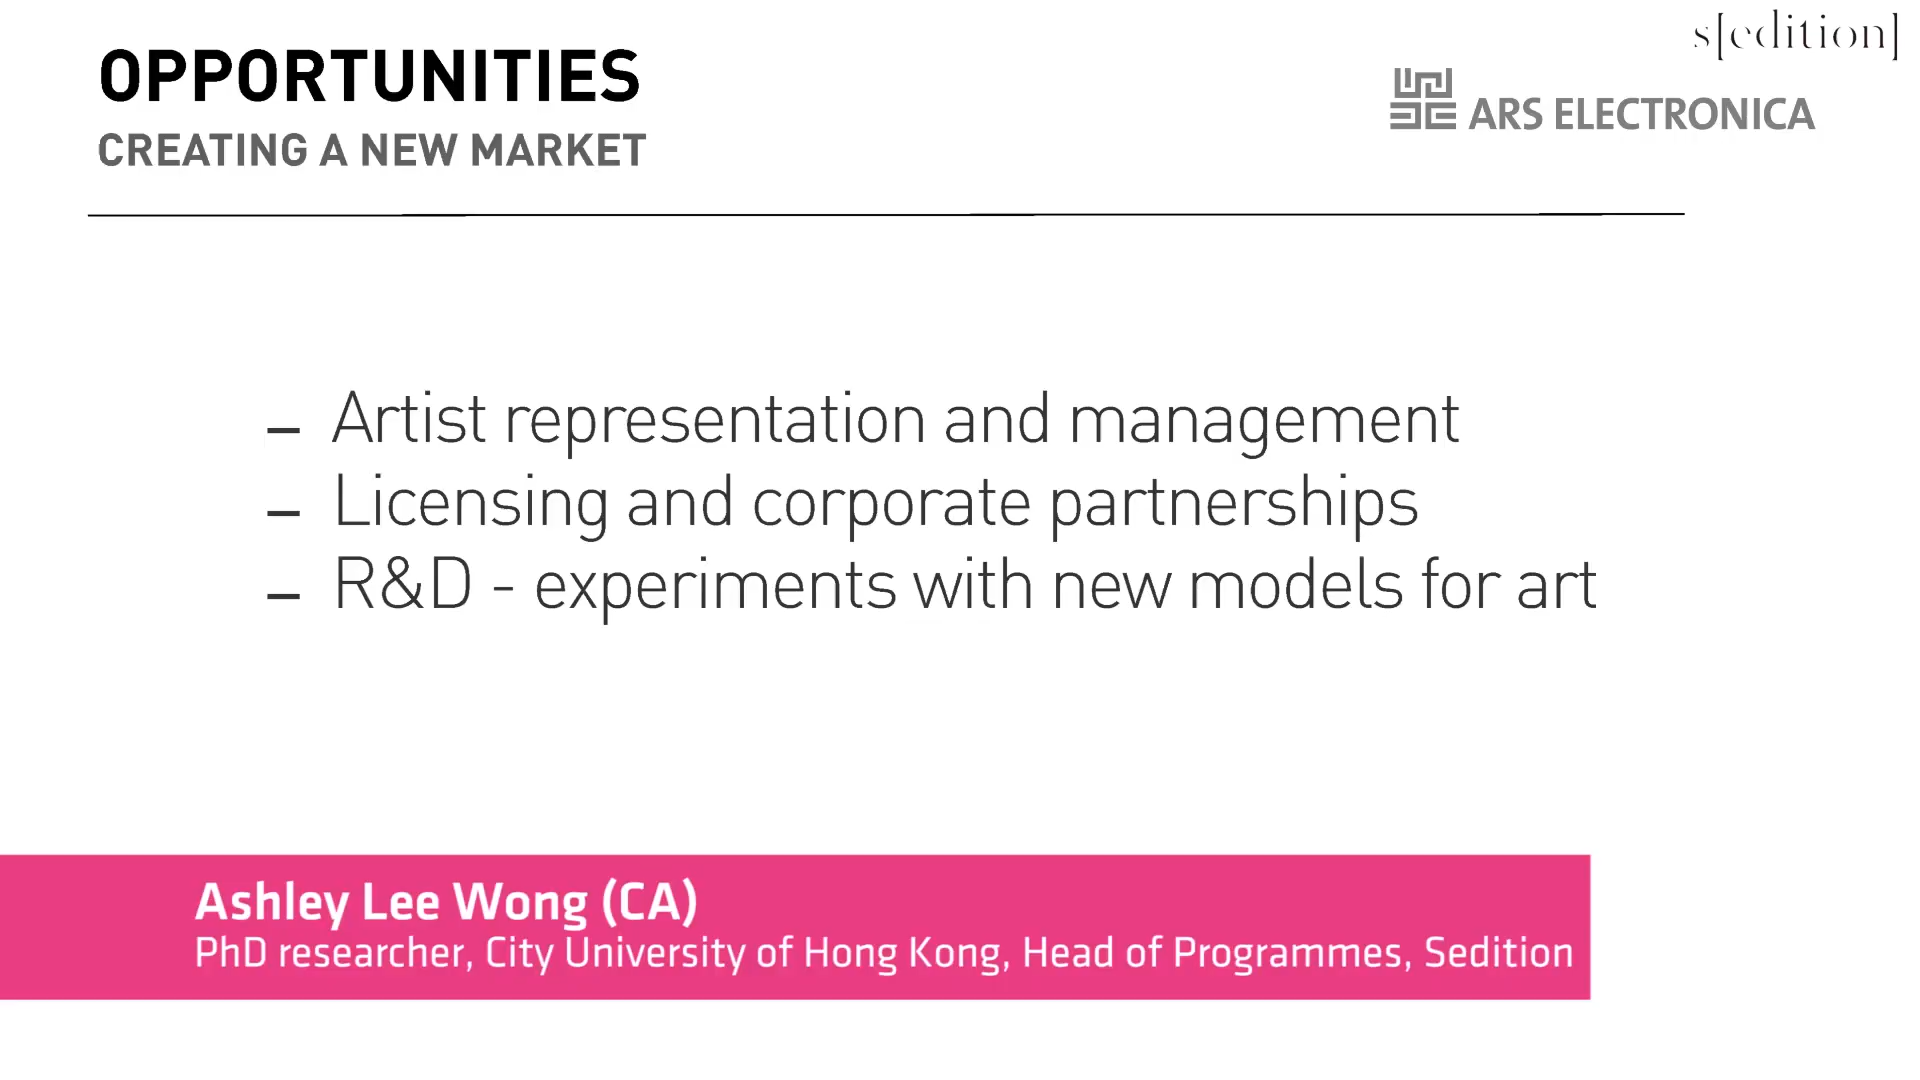 s[edition]
OPPORTUNITIES
ARS ELECTRONICA
CREATING A NEW MARKET
– Artist representation and management
– Licensing and corporate partnerships
– R&D - experiments with new models for art
Ashley Lee Wong (CA)
PhD researcher, City University of Hong Kong, Head of Programmes, Sedition